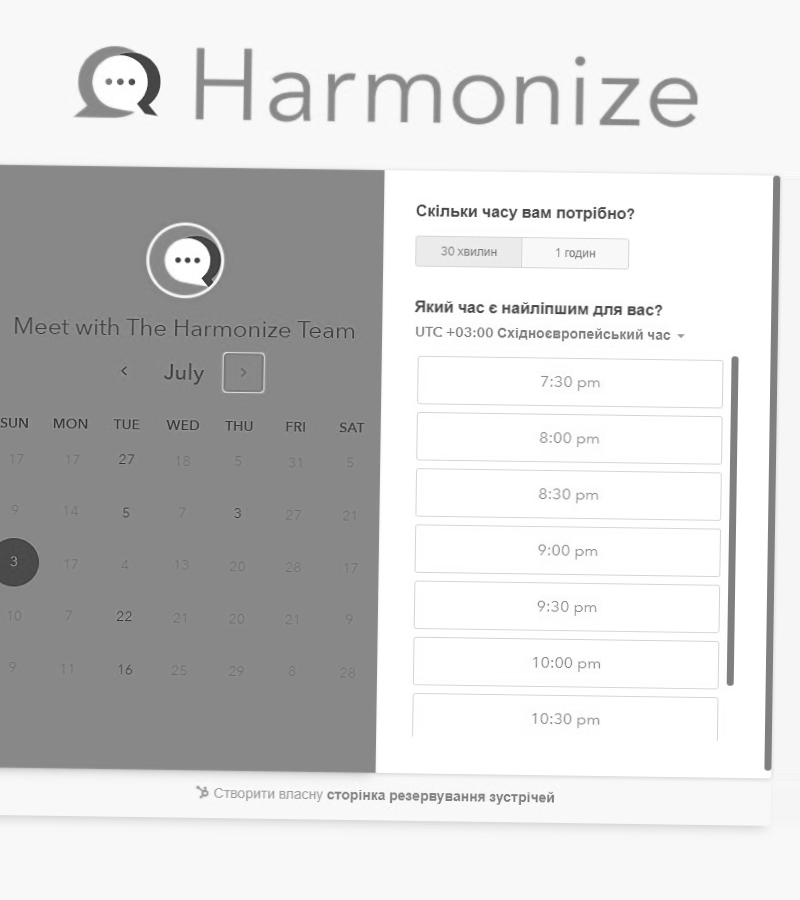 Harmonize
Meet with The Harmonize Team
July
SUN MON TUE WED THU FRI SAT
17 17 27 18 5 31 5
9 14 5 7 3 27 21
3 17 4 13 20 28 17
10 7 22 21 20 21 9
9 11 16 25 29 8 28
Скільки часу вам потрібно?
30 хвилин 1 годин
Який час є найліпшим для вас?
UTC +03:00 Східноєвропейський час
7:30 pm
8:00 pm
8:30 pm
9:00 pm
9:30 pm
10:00 pm
10:30 pm
Створити власну сторінка резервування зустрічей